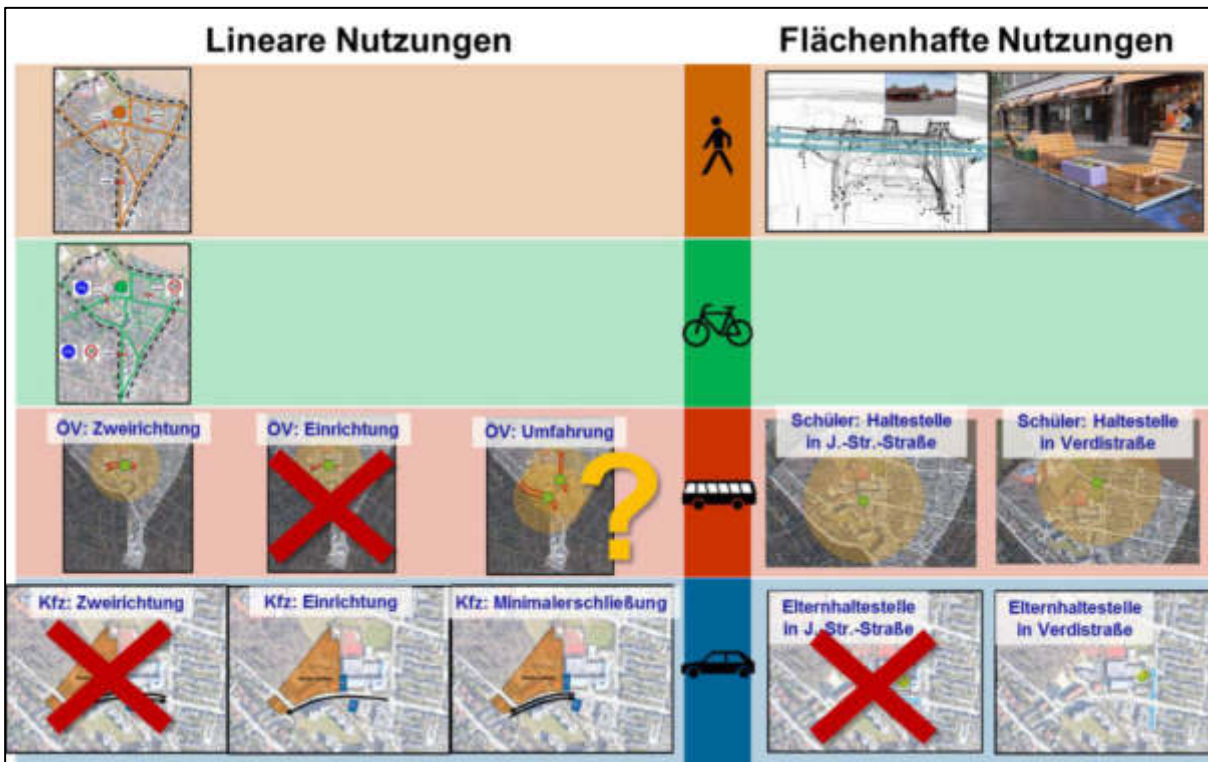 Lineare Nutzungen
Flächenhafte Nutzungen
ÖV: Zweirichtung
ÖV: Einrichtung
ÖV: Umfahrung
?
Schüler: Haltestelle
in J.-Str.-Straße
Schüler: Haltestelle
in Verdistraße
Kfz: Zweirichtung
Kfz: Einrichtung
Kfz: Minimalerschließung
Elternhaltestelle
in J.-Str.-Straße
Elternhaltestelle
in Verdistraße